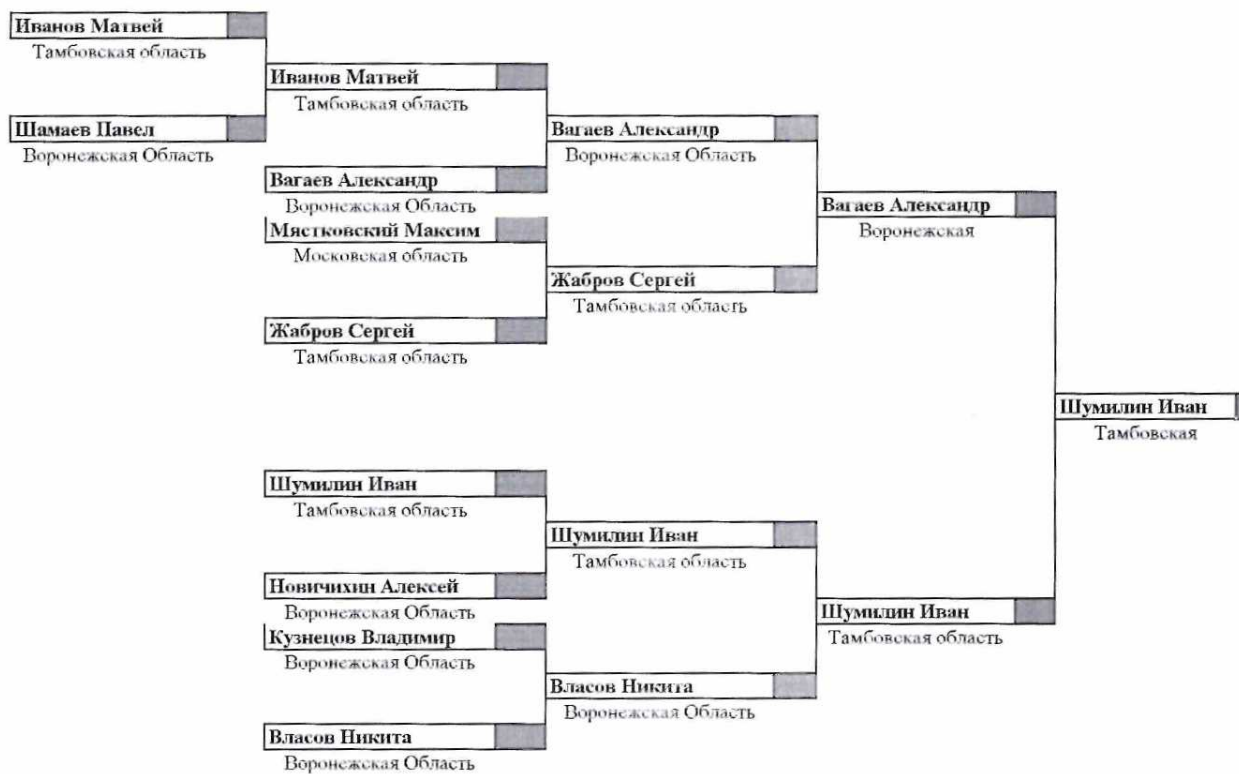 Иванов Матвей
Тамбовская область
Иванов Матвей
Тамбовская область
Шамаев Павел
Воронежская Область
Вагаев Александр
Воронежская Область
Вагаев Александр
Воронежская Область
Вагаев Александр
Воронежская
Мястковский Максим
Московская область
Жабров Сергей
Тамбовская область
Жабров Сергей
Тамбовская область
Шумилин Иван
Тамбовская
Шумилин Иван
Тамбовская область
Шумилин Иван
Тамбовская область
Новичихин Алексей
Воронежская Область
Шумилин Иван
Тамбовская область
Кузнецов Владимир
Воронежская Область
Власов Никита
Воронежская Область
Власов Никита
Воронежская Область